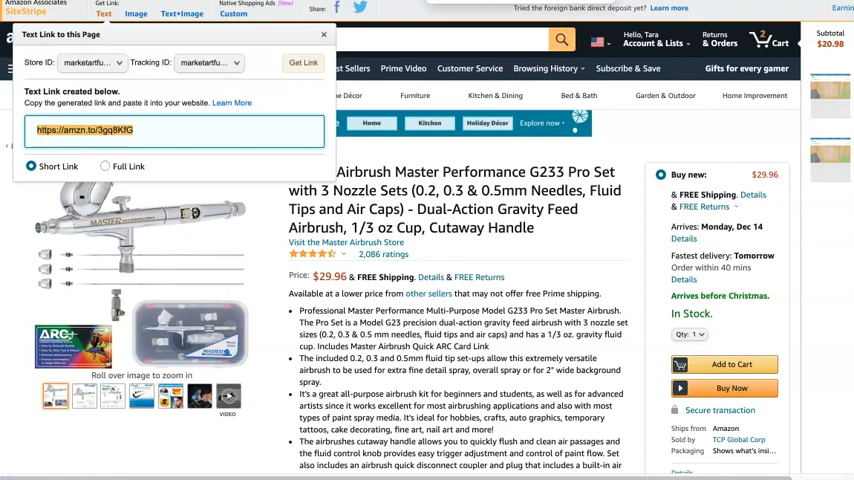 Amazon Associates
SiteStripe
Get Link:
Text
Image
Text+Image
Native Shopping Ads (New)
Custom
Share:
Tried the foreign bank direct deposit yet? Learn more
Earnin
Text Link to this Page
×
Store ID:
marketartfu...
Tracking ID:
marketartfu...
Get Link
Text Link created below.
Copy the generated link and paste it into your website. Learn More
https://amzn.to/3gq8KfG
Short Link
Full Link
a
Hello, Tara
Account & Lists
Returns
& Orders
2
Cart
Subtotal
$20.98
st Sellers
Prime Video
Customer Service
Browsing History
Subscribe & Save
Gifts for every gamer
me Décor
Furniture
Kitchen & Dining
Bed & Bath
Garden & Outdoor
Home Improvement
Home
Kitchen
Holiday Décor
Explore now
Airbrush Master Performance G233 Pro Set
with 3 Nozzle Sets (0.2, 0.3 & 0.5mm Needles, Fluid
Tips and Air Caps) - Dual-Action Gravity Feed
Airbrush, 1/3 oz Cup, Cutaway Handle
Visit the Master Airbrush Store
2,086 ratings
Price: $29.96 & FREE Shipping. Details & FREE Returns
Available at a lower price from other sellers that may not offer free Prime shipping.
• Professional Master Performance Multi-Purpose Model G233 Pro Set Master Airbrush.
The Pro Set is a Model G23 precision dual-action gravity feed airbrush with 3 nozzle set
sizes (0.2, 0.3 & 0.5 mm needles, fluid tips and air caps) and has a 1/3 oz. gravity fluid
cup. Includes Master Airbrush Quick ARC Card Link
• The included 0.2, 0.3 and 0.5mm fluid tip set-ups allow this extremely versatile
airbrush to be used for extra fine detail spray, overall spray or for 2" wide background
spray.
• It's a great all-purpose airbrush for beginners and students, as well as for advanced
artists since it works excellent for most airbrushing applications and also with most
types of paint spray media. It's ideal for hobbies, crafts, auto graphics, temporary
tattoos, cake decorating, fine art, nail art and more!
• The airbrushes cutaway handle allows you to quickly flush and clean air passages and
the fluid control knob provides easy trigger adjustment and control of paint flow. Set
also includes an airbrush quick disconnect coupler and plug that includes a built-in air
MASTER
ARC
Roll over image to zoom in
VIDEO
Buy new:
$29.96
& FREE Shipping. Details
& FREE Returns
Arrives: Monday, Dec 14
Details
Fastest delivery: Tomorrow
Order within 40 mins
Details
Arrives before Christmas.
In Stock.
Qty: 1
Add to Cart
Buy Now
Secure transaction
Ships from
Amazon
Sold by
TCP Global Corp
Packaging
Shows what's insi...
Details